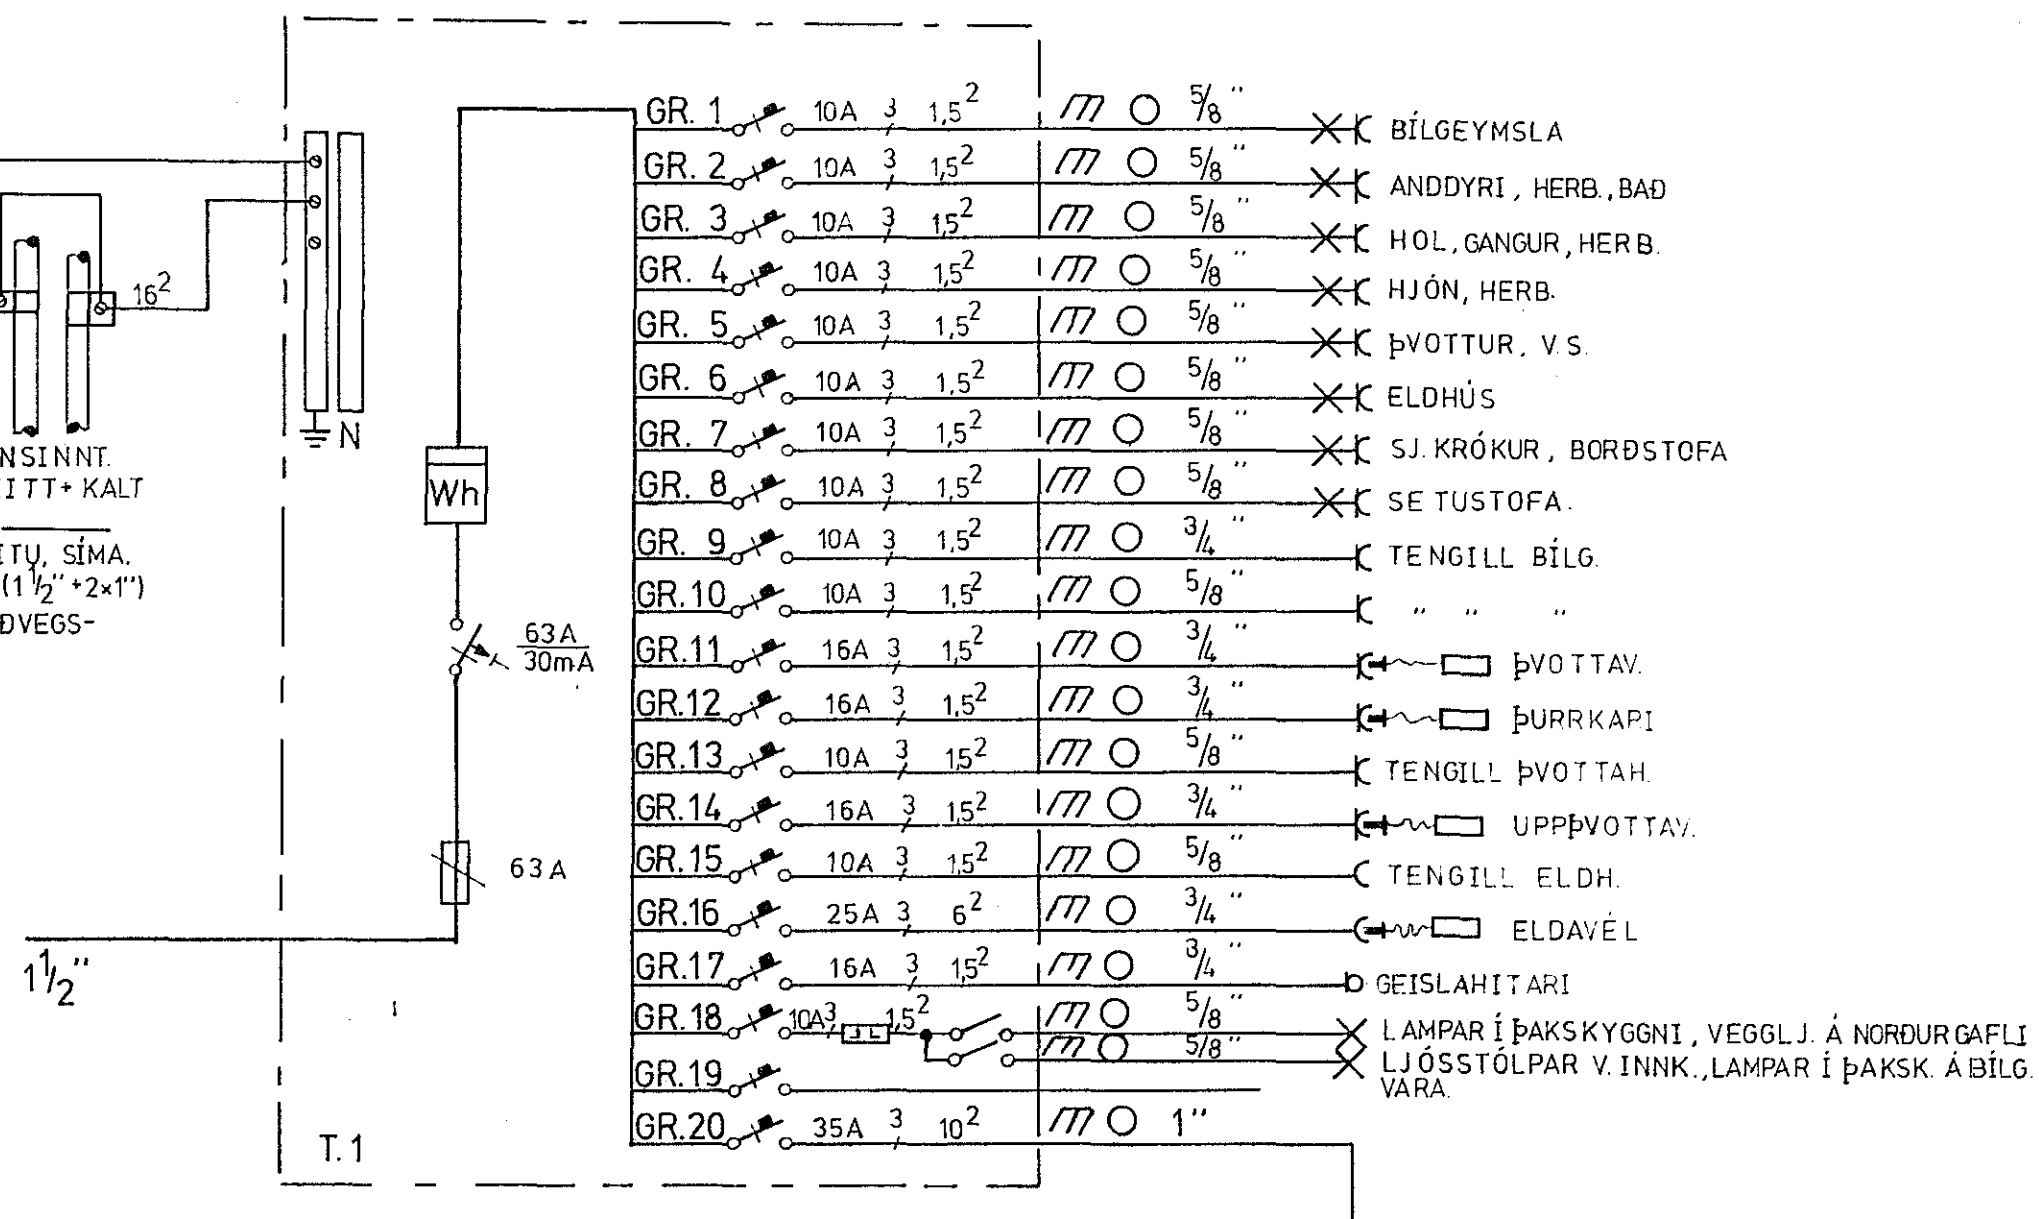 GR. 1 10A 3 1,5² 5/8" BÍLGEYMSLA
GR. 2 10A 3 1,5² 5/8" ANDDYRI, HERB., BAÐ
GR. 3 10A 3 1,5² 5/8" HOL, GANGUR, HERB.
GR. 4 10A 3 1,5² 5/8" HJÓN, HERB.
GR. 5 10A 3 1,5² 5/8" ÞVOTTUR, V.S.
GR. 6 10A 3 1,5² 5/8" ELDHÚS
GR. 7 10A 3 1,5² 5/8" SJ. KRÓKUR, BORÐSTOFA
GR. 8 10A 3 1,5² 5/8" SETUSTOFA.
GR. 9 10A 3 1,5² 3/4" TENGILL BÍLG.
GR.10 10A 3 1,5² 5/8" " " "
GR.11 16A 3 1,5² 3/4" ÞVOTTAV.
GR.12 16A 3 1,5² 3/4" ÞURRKARI
GR.13 10A 3 1,5² 5/8" TENGILL ÞVOTTAH.
GR.14 16A 3 1,5² 3/4" UPPÞVOTTAV.
GR.15 10A 3 1,5² 5/8" TENGILL ELDH.
GR.16 25A 3 6² 3/4" ELDAVÉL
GR.17 16A 3 1,5² 3/4" GEISLAHITARI
GR.18 10A 3 1,5² 5/8" LAMPAR Í ÞAKSKYGGNI, VEGGLJ. Á NORÐURGAFLI
5/8" LJÓSSTÓLPAR V. INNK., LAMPAR Í ÞAKSK. Á BÍLG.
GR.19 VARA.
GR.20 35A 3 10² 1"
16²
N
NSINNT.
ITT + KALT
ITU, SÍMA.
(1 1/2" + 2×1")
ÐVEGS-
Wh
63A
30mA
63A
1 1/2"
T.1